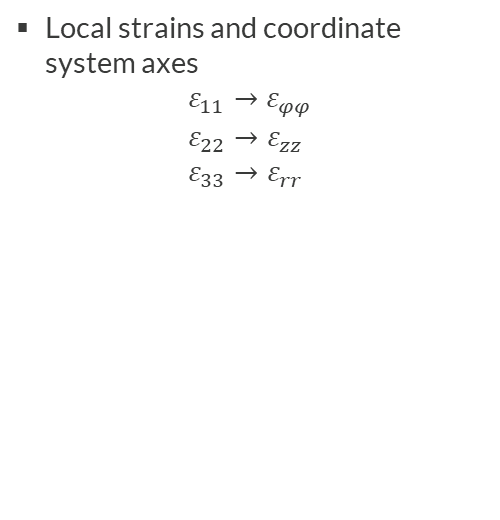 ▪ Local strains and coordinate
system axes
ε₁₁ → ε_φφ
ε₂₂ → ε_zz
ε₃₃ → ε_rr